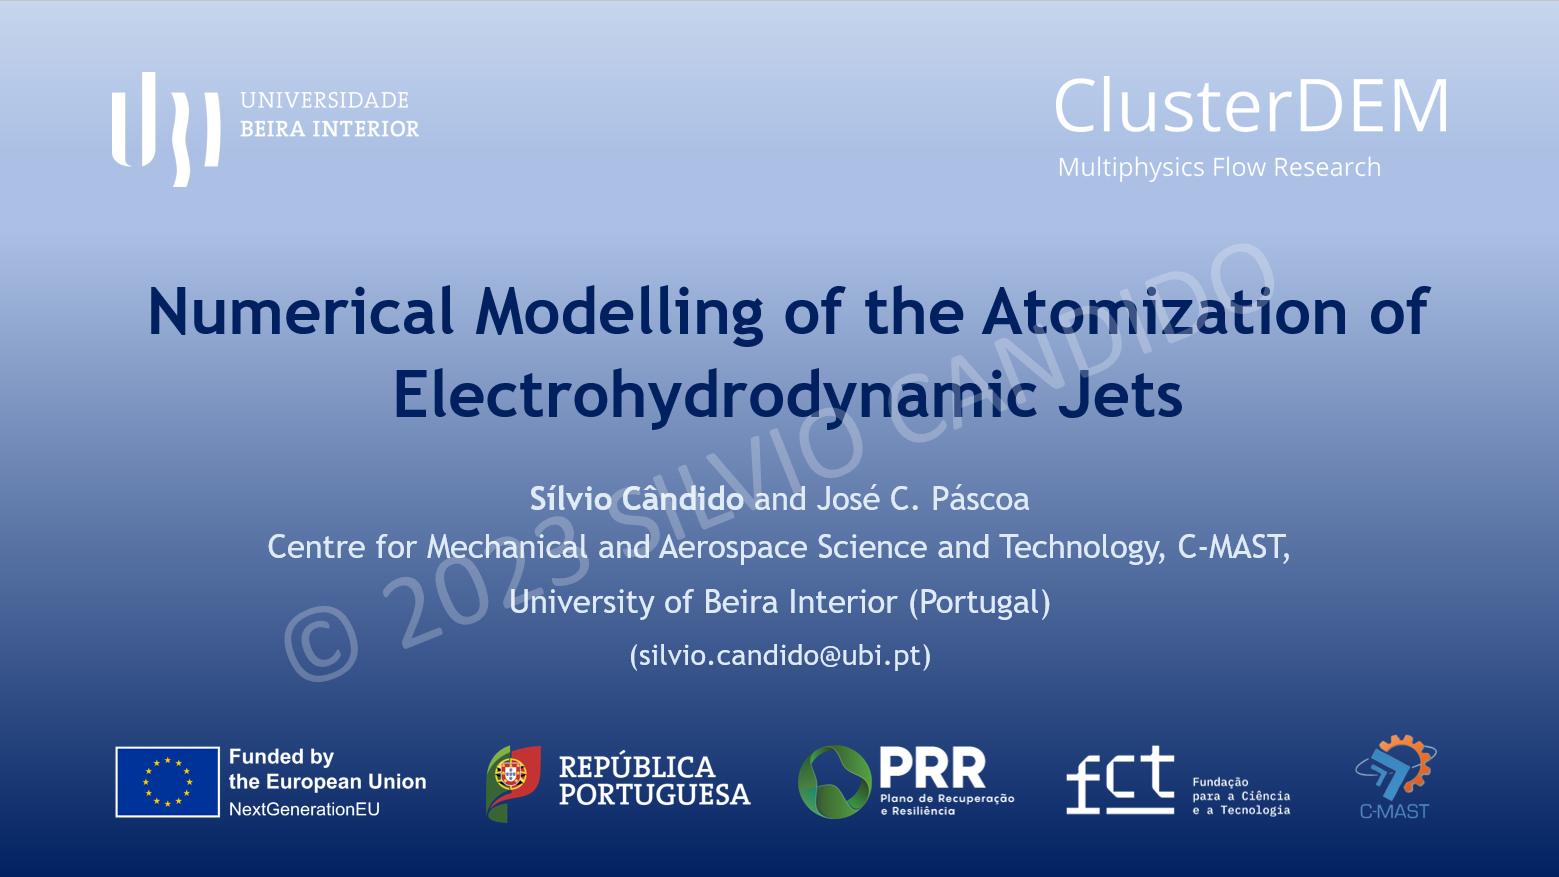 UNIVERSIDADE
BEIRA INTERIOR
ClusterDEM
Multiphysics Flow Research
Numerical Modelling of the Atomization of
Electrohydrodynamic Jets
Sílvio Cândido and José C. Páscoa
Centre for Mechanical and Aerospace Science and Technology, C-MAST,
University of Beira Interior (Portugal)
(silvio.candido@ubi.pt)
© 2023 SILVIO CANDIDO
Funded by
the European Union
NextGenerationEU
REPÚBLICA
PORTUGUESA
PRR
Plano de Recuperação
e Resiliência
fct
Fundação
para a Ciência
e a Tecnologia
C-MAST